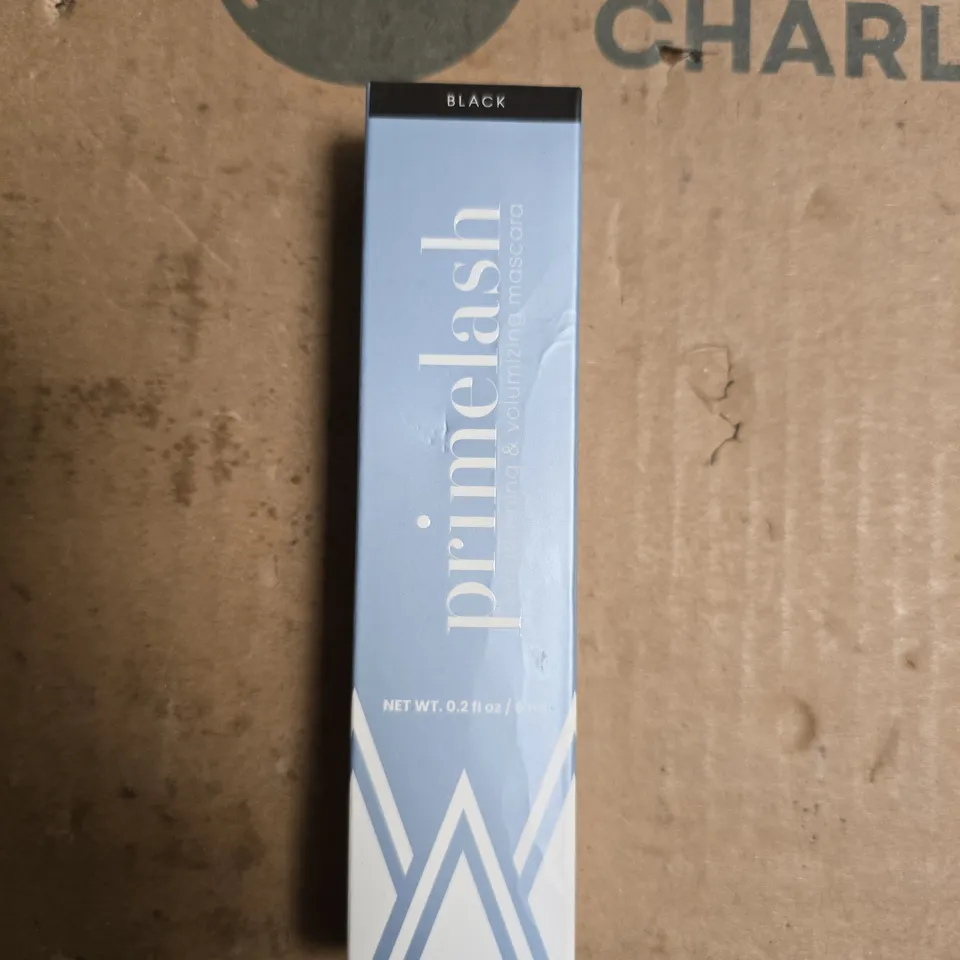 CHARL
BLACK
primelash
& volumizing mascara
NET WT. 0.2 fl oz /